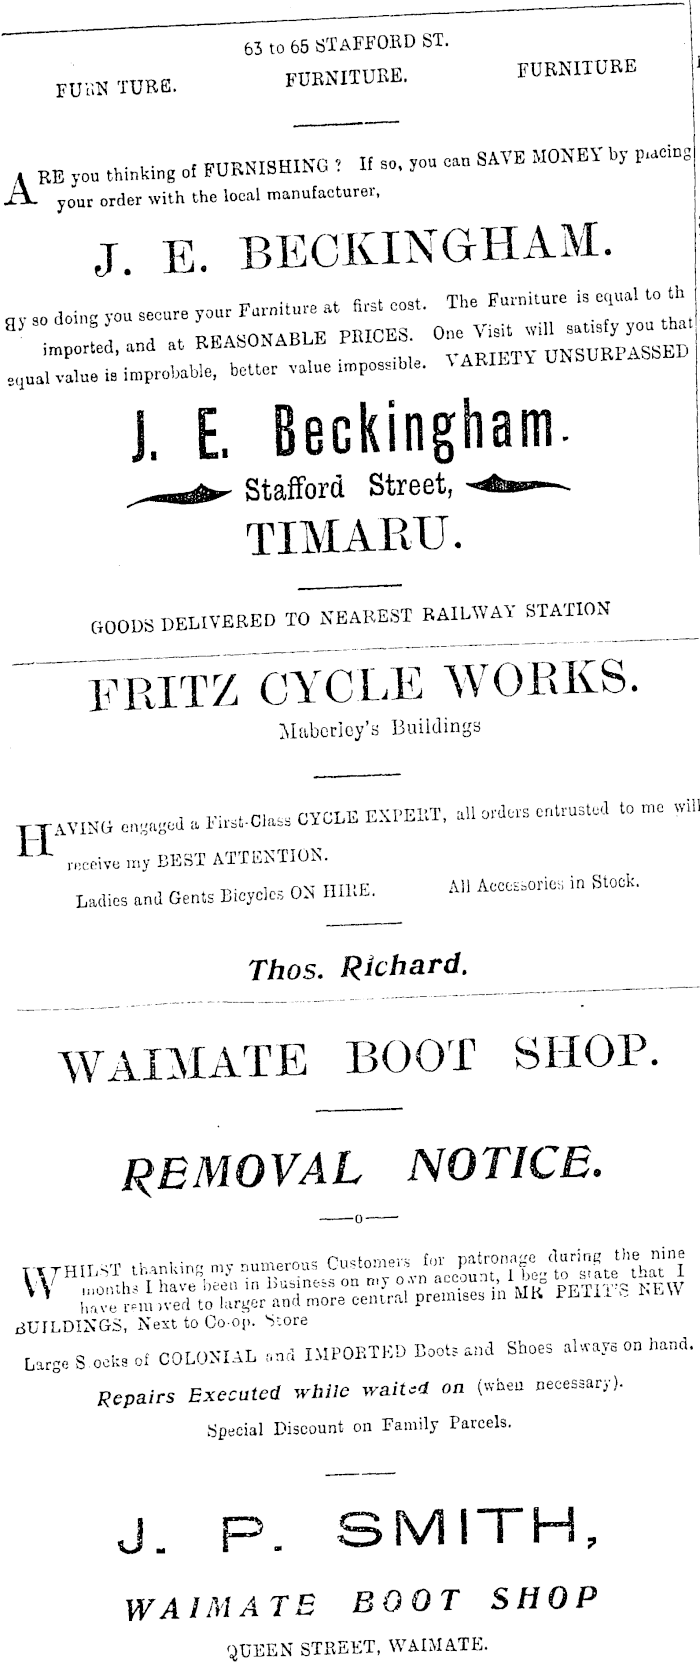 63 to 65 STAFFORD ST.
FURN TURE. FURNITURE. FURNITURE
ARE you thinking of FURNISHING? If so, you can SAVE MONEY by placing
your order with the local manufacturer,
J. E. BECKINGHAM.
By so doing you secure your Furniture at first cost. The Furniture is equal to th
imported, and at REASONABLE PRICES. One Visit will satisfy you that
equal value is improbable, better value impossible. VARIETY UNSURPASSED
J. E. Beckingham.
Stafford Street,
TIMARU.
GOODS DELIVERED TO NEAREST RAILWAY STATION
FRITZ CYCLE WORKS.
Maberley's Buildings
HAVING engaged a First-Class CYCLE EXPERT, all orders entrusted to me will
receive my BEST ATTENTION.
Ladies and Gents Bicycles ON HIRE. All Accessories in Stock.
Thos. Richard.
WAIMATE BOOT SHOP.
REMOVAL NOTICE.
—o—
WHILST thanking my numerous Customers for patronage during the nine
months I have been in Business on my own account, I beg to state that I
have removed to larger and more central premises in MR PETIT'S NEW
BUILDINGS, Next to Co-op. Store
Large S ocks of COLONIAL and IMPORTED Boots and Shoes always on hand.
Repairs Executed while waited on (when necessary).
Special Discount on Family Parcels.
J. P. SMITH,
WAIMATE BOOT SHOP
QUEEN STREET, WAIMATE.